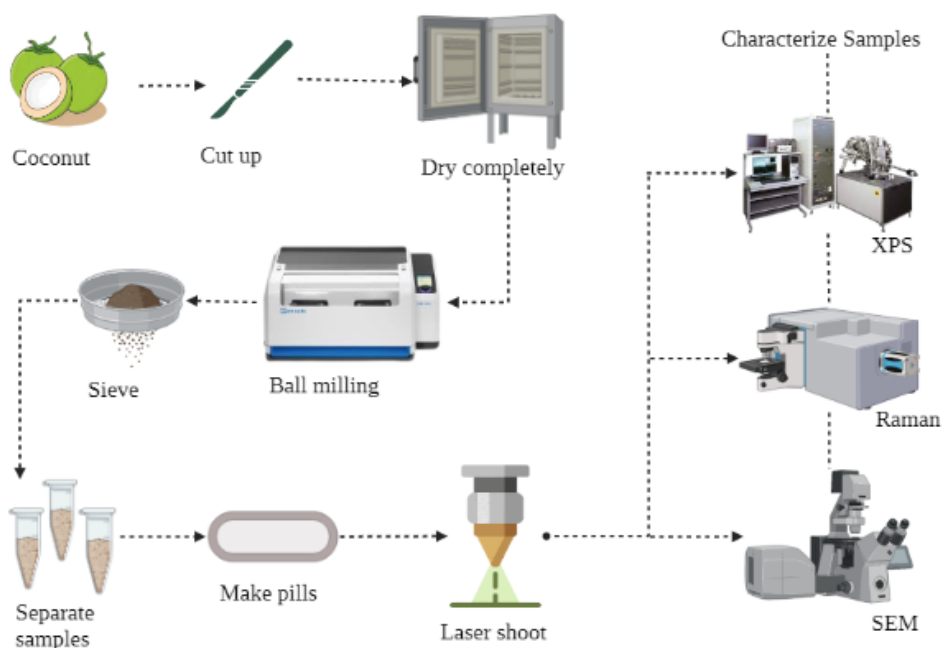 Coconut
Cut up
Dry completely
Characterize Samples
XPS
Ball milling
Sieve
Raman
Separate
samples
Make pills
Laser shoot
SEM